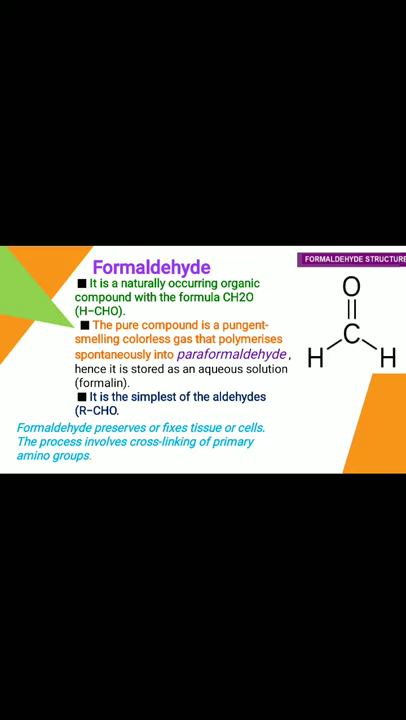 Formaldehyde
■ It is a naturally occurring organic
compound with the formula CH2O
(H−CHO).
■ The pure compound is a pungent-
smelling colorless gas that polymerises
spontaneously into paraformaldehyde ,
hence it is stored as an aqueous solution
(formalin).
■ It is the simplest of the aldehydes
(R−CHO.
Formaldehyde preserves or fixes tissue or cells.
The process involves cross-linking of primary
amino groups.
FORMALDEHYDE STRUCTURE
O
C
H H